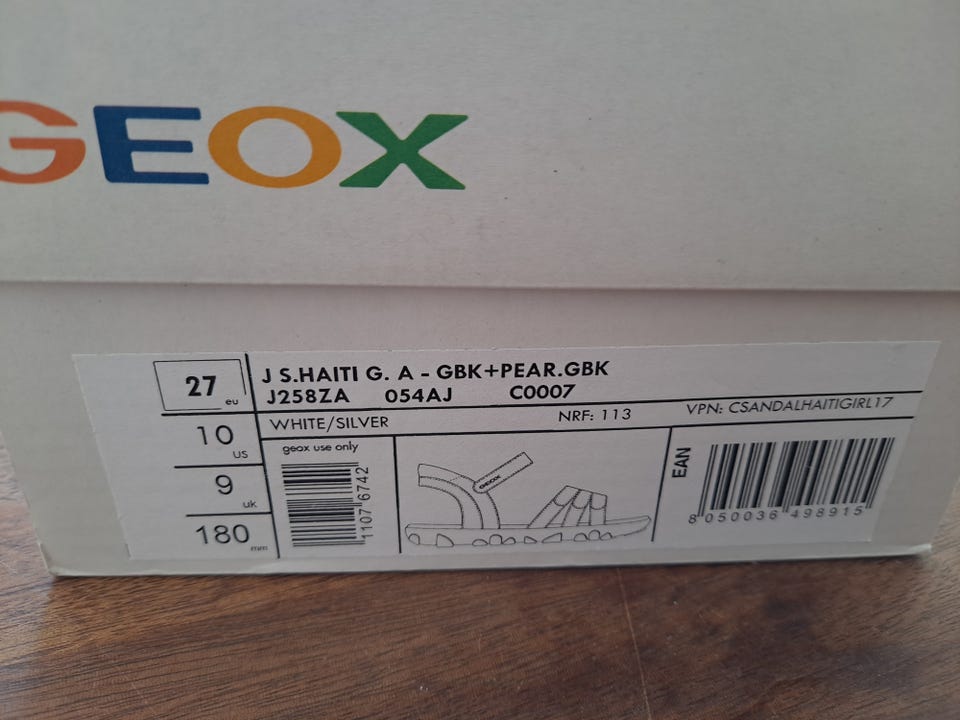 GEOX
27 eu
J S.HAITI G. A - GBK+PEAR.GBK
J258ZA 054AJ C0007
10 us
WHITE/SILVER NRF: 113 VPN: CSANDALHAITIGIRL17
9 uk
geox use only
180 mm
11107 6742
GEOX
EAN
8 050036 498915